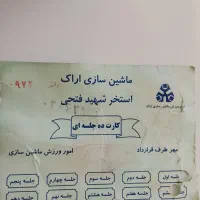 ماشین سازی اراک
۰۹۷۲
استخر شهید فتحی
کارت ده جلسه ای
مهر طرف قرارداد
امور ورزش ماشین سازی
جلسه اول
جلسه دوم
جلسه سوم
جلسه چهارم
جلسه پنجم
جلسه هفتم
جلسه هشتم
جلسه نهم
جلسه دهم